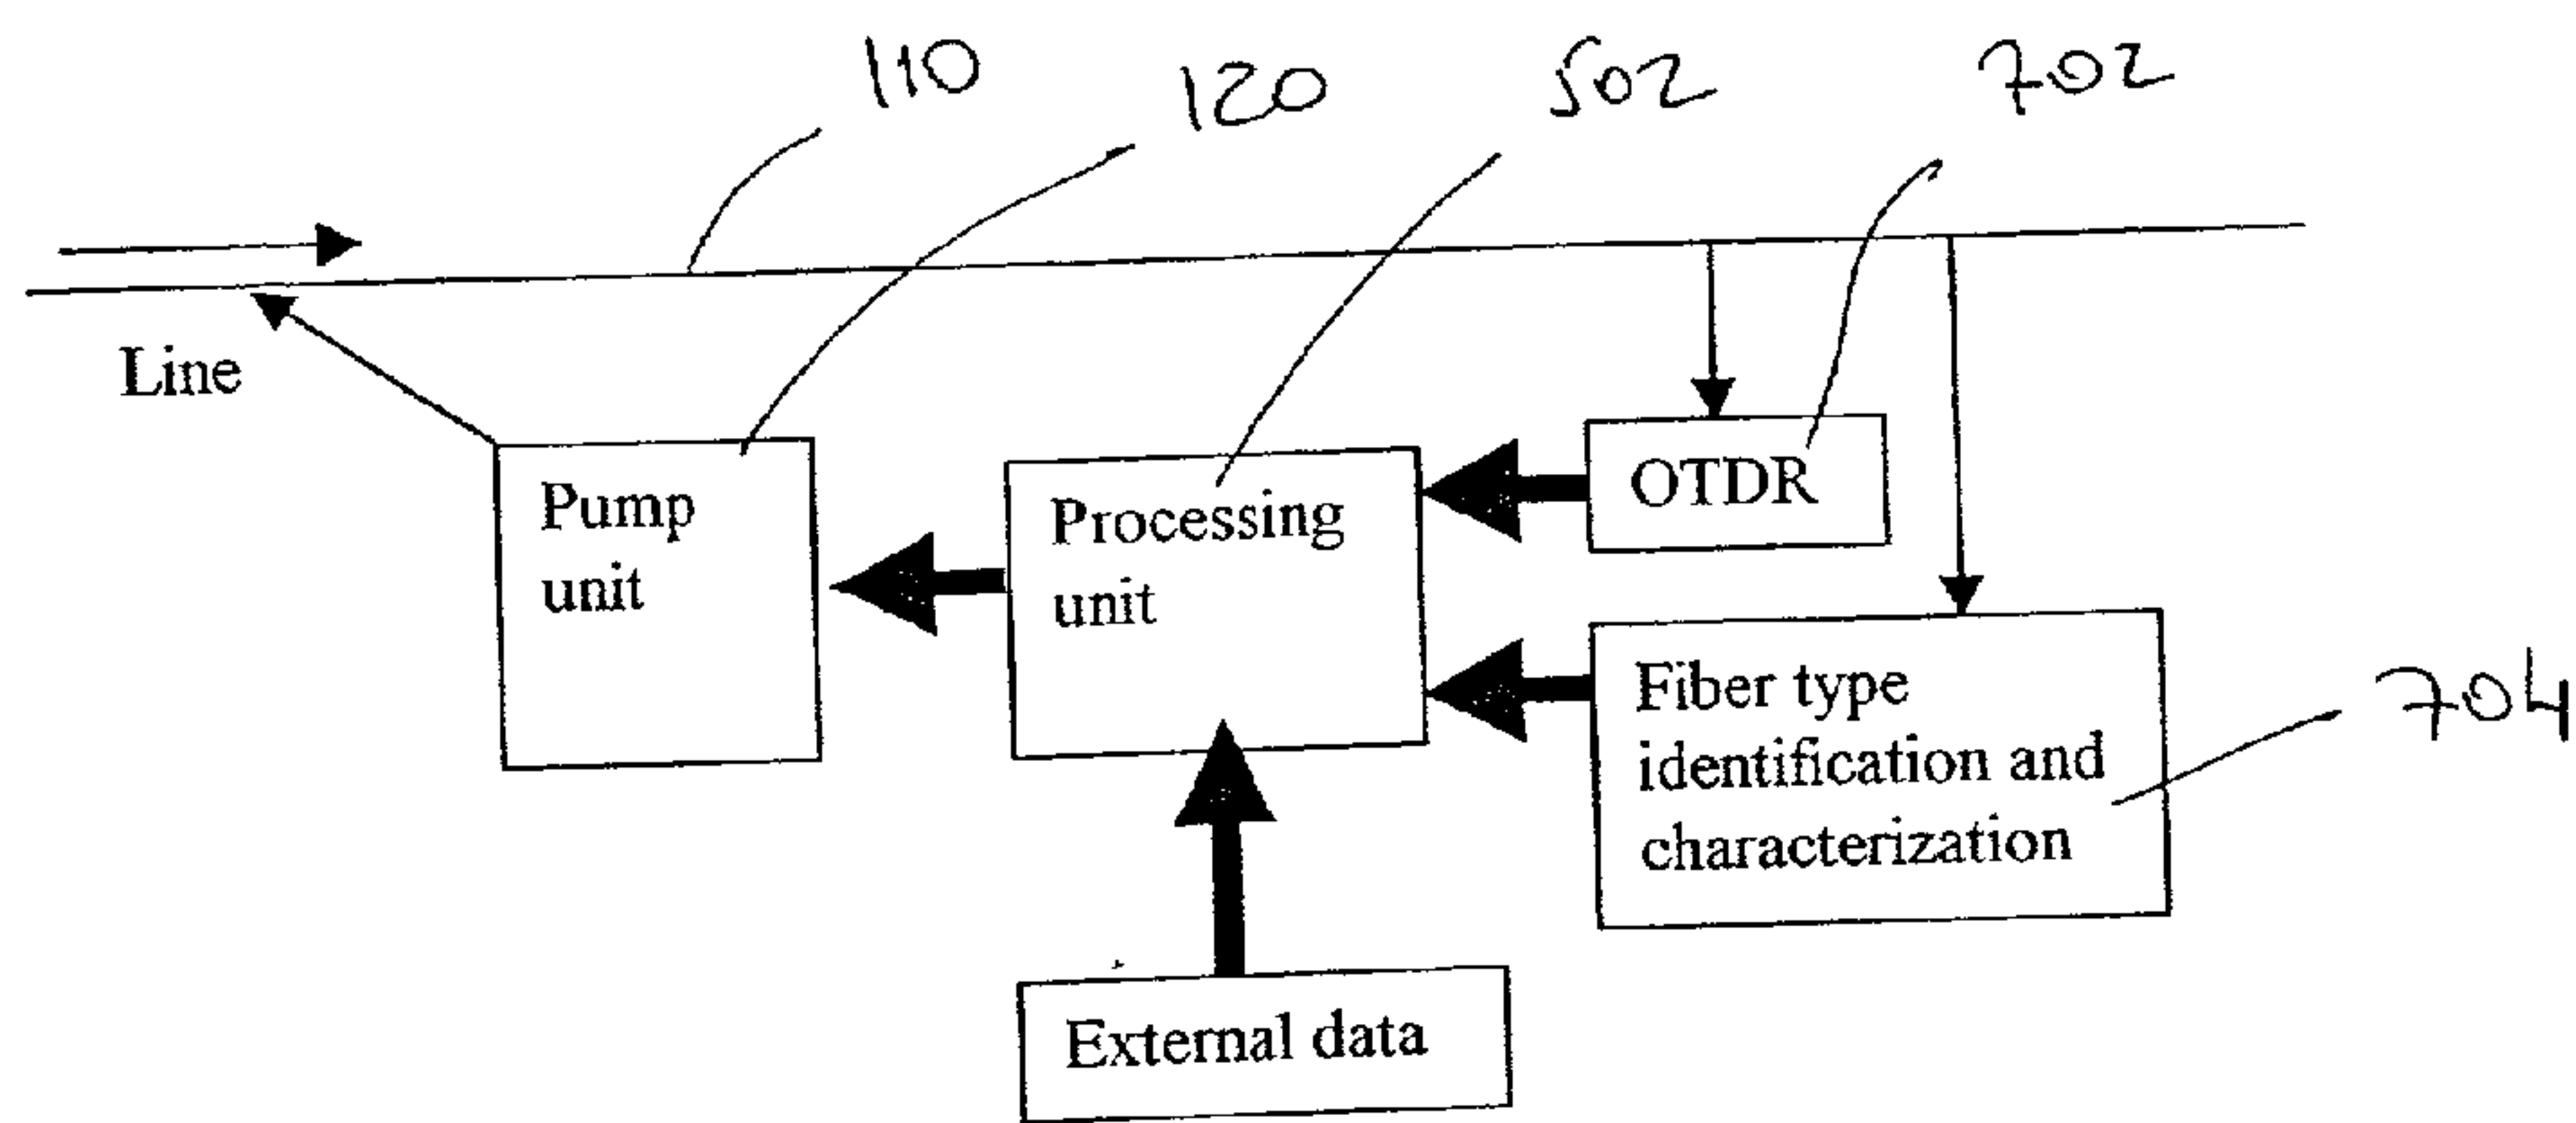 110
120
502
702
Line
Pump
unit
Processing
unit
OTDR
Fiber type
identification and
characterization
704
External data